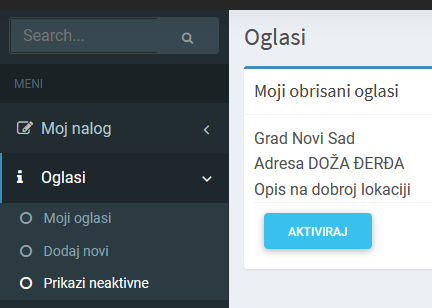 Search...
MENI
Moj nalog
Oglasi
Moji oglasi
Dodaj novi
Prikazi neaktivne
Oglasi
Moji obrisani oglasi
Grad Novi Sad
Adresa DOŽA ĐERĐA
Opis na dobroj lokaciji
AKTIVIRAJ